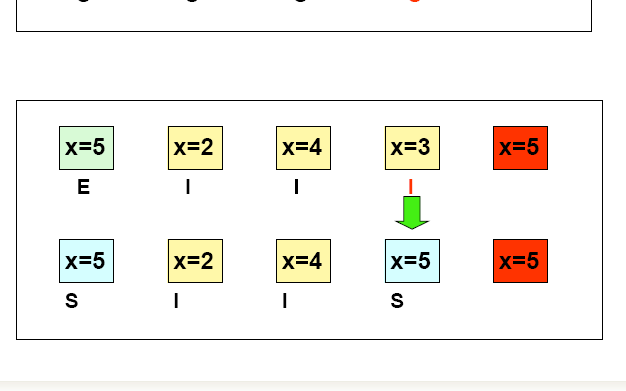 x=5 x=2 x=4 x=3 x=5
E I I I
x=5 x=2 x=4 x=5 x=5
S I I S